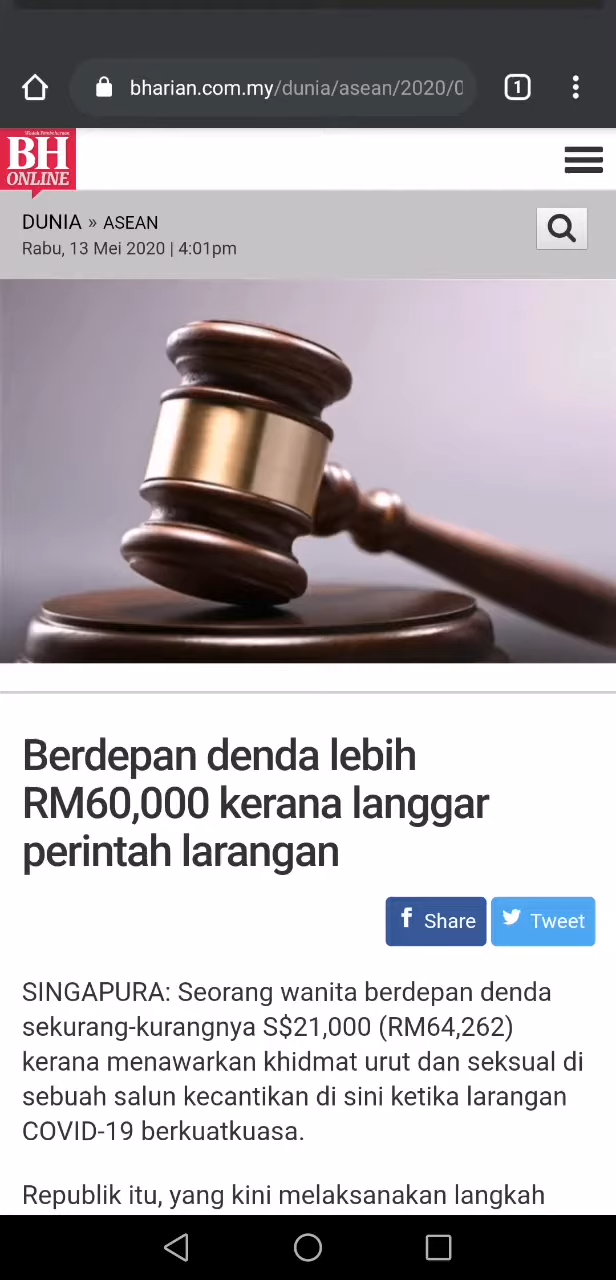 bharian.com.my/dunia/asean/2020/0
1
BH
ONLINE
DUNIA » ASEAN
Rabu, 13 Mei 2020 | 4:01pm
Berdepan denda lebih
RM60,000 kerana langgar
perintah larangan
Share
Tweet
SINGAPURA: Seorang wanita berdepan denda
sekurang-kurangnya S$21,000 (RM64,262)
kerana menawarkan khidmat urut dan seksual di
sebuah salun kecantikan di sini ketika larangan
COVID-19 berkuatkuasa.
Republik itu, yang kini melaksanakan langkah